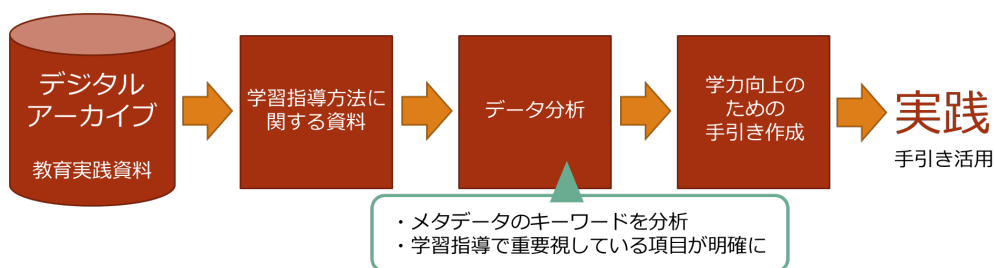 デジタル
アーカイブ
教育実践資料
学習指導方法に
関する資料
データ分析
学力向上の
ための
手引き作成
実践
手引き活用
・メタデータのキーワードを分析
・学習指導で重要視している項目が明確に